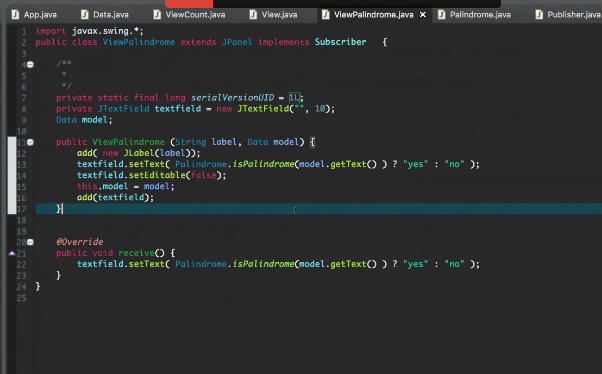 App.java Data.java ViewCount.java View.java ViewPalindrome.java Palindrome.java Publisher.java
1 import javax.swing.*;
2 public class ViewPalindrome extends JPanel implements Subscriber {
3
4 /**
5 *
6 */
7 private static final long serialVersionUID = 1L;
8 private JTextField textfield = new JTextField("", 10);
9 Data model;
10
11 public ViewPalindrome (String label, Data model) {
12 add( new JLabel(label));
13 textfield.setText( Palindrome.isPalindrome(model.getText() ) ? "yes" : "no" );
14 textfield.setEditable(false);
15 this.model = model;
16 add(textfield);
17 }
18
19
20 @Override
21 public void receive() {
22 textfield.setText( Palindrome.isPalindrome(model.getText() ) ? "yes" : "no" );
23 }
24 }
25